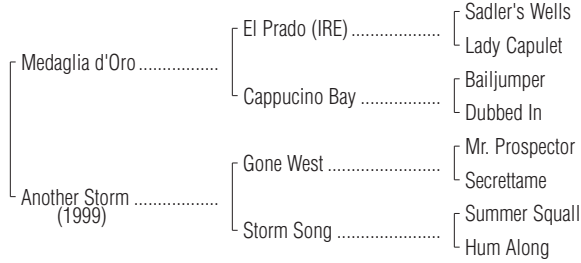 Sadler's Wells
El Prado (IRE) ....................
Lady Capulet
Medaglia d'Oro ................
Bailjumper
Cappucino Bay ..................
Dubbed In
Mr. Prospector
Gone West .........................
Secrettame
Another Storm .................
(1999)
Summer Squall
Storm Song .......................
Hum Along